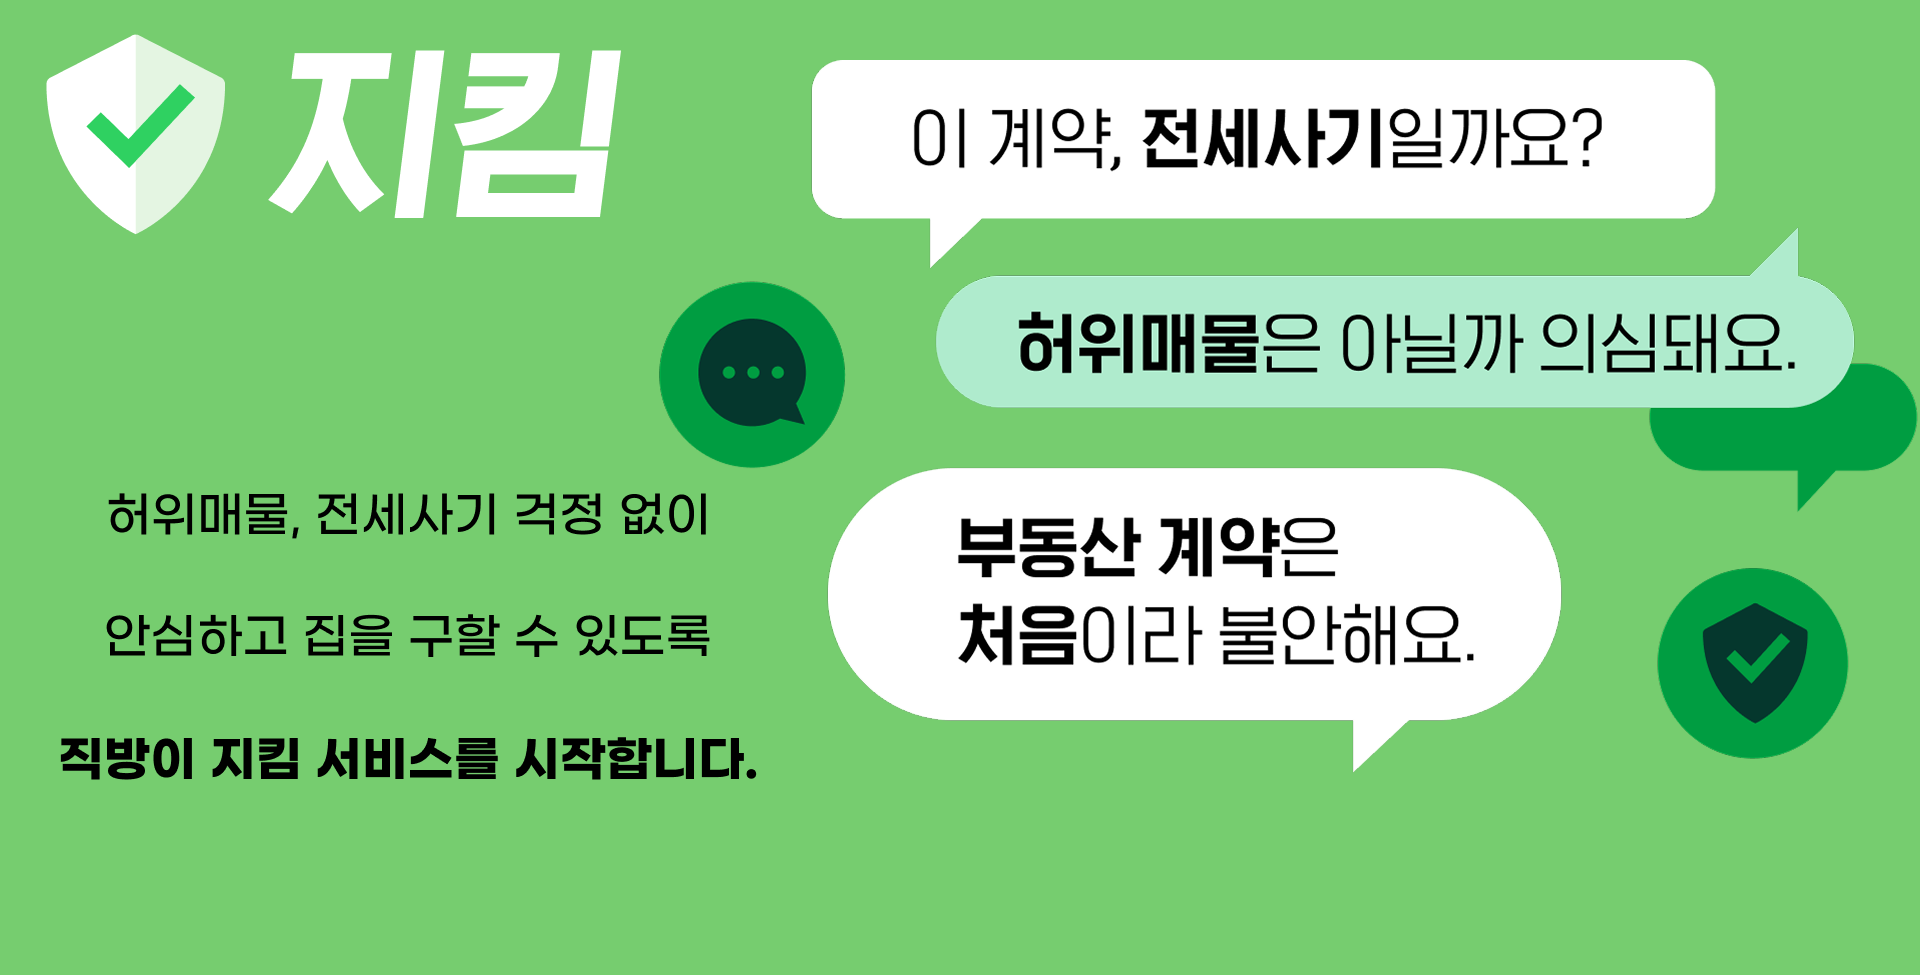 지킴
이 계약, 전세사기일까요?
허위매물은 아닐까 의심돼요.
부동산 계약은
처음이라 불안해요.
허위매물, 전세사기 걱정 없이
안심하고 집을 구할 수 있도록
직방이 지킴 서비스를 시작합니다.